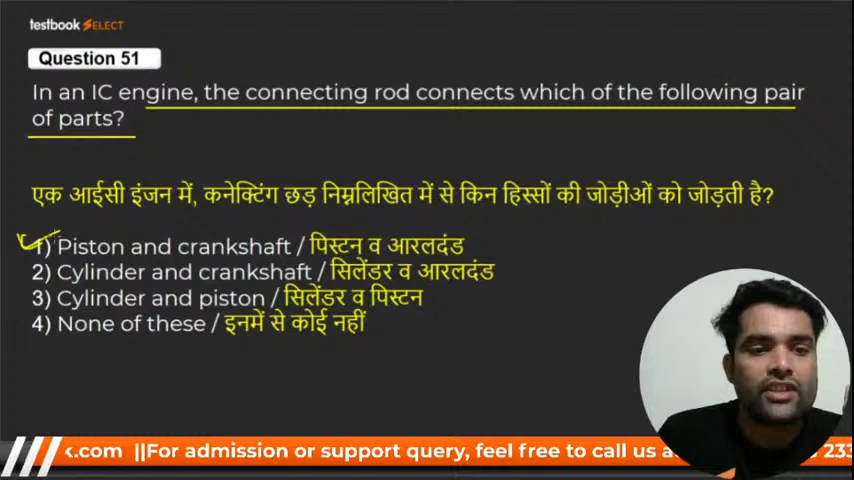 testbook SELECT
Question 51
In an IC engine, the connecting rod connects which of the following pair
of parts?
एक आईसी इंजन में, कनेक्टिंग छड़ निम्नलिखित में से किन हिस्सों की जोड़ीओं को जोड़ती है?
1) Piston and crankshaft / पिस्टन व आरलदंड
2) Cylinder and crankshaft / सिलेंडर व आरलदंड
3) Cylinder and piston / सिलेंडर व पिस्टन
4) None of these / इनमें से कोई नहीं
k.com ||For admission or support query, feel free to call us a 233